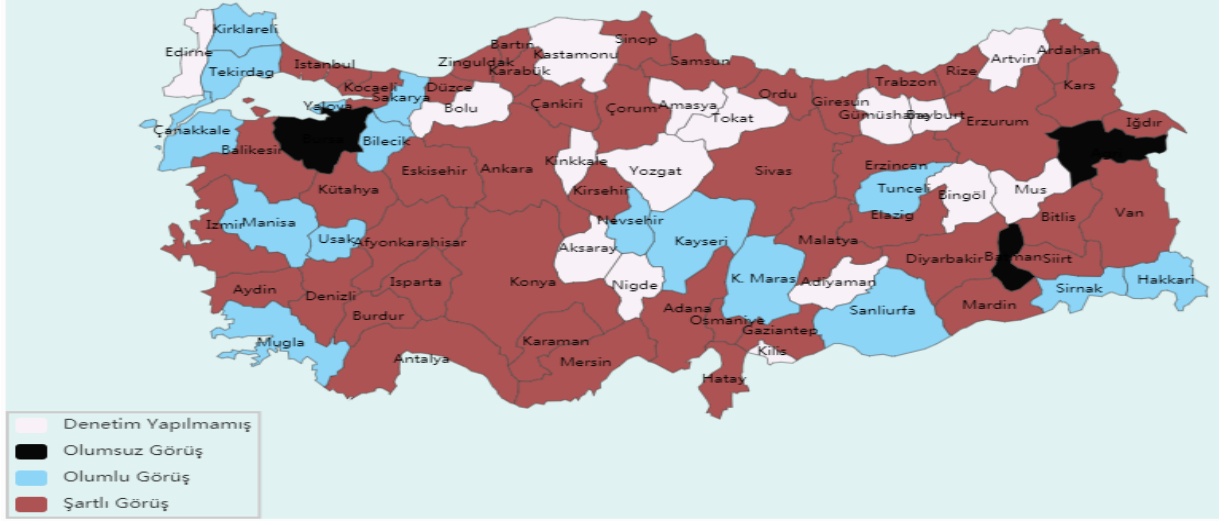 Kirklareli
Edirne
Tekirdag
Istanbul
Kocaeli
Yalova
Sakarya
Düzce
Zinguldak
Bartın
Karabük
Kastamonu
Sinop
Samsun
Bolu
Çankiri
Çorum
Amasya
Tokat
Ordu
Giresun
Trabzon
Rize
Artvin
Ardahan
Kars
Iğdır
Gümüshane
Bayburt
Erzurum
Çanakkale
Balikesir
Bilecik
Eskisehir
Ankara
Kinkkale
Yozgat
Sivas
Erzincan
Tunceli
Bingöl
Mus
Kütahya
Kirsehir
Nevsehir
Kayseri
Malatya
Elazig
Bitlis
Van
Izmir
Manisa
Usak
Afyonkarahisar
Aksaray
Nigde
K. Maras
Adiyaman
Diyarbakir
Batman
Siirt
Sirnak
Hakkari
Aydin
Denizli
Isparta
Burdur
Konya
Adana
Osmaniye
Gaziantep
Sanliurfa
Mardin
Mugla
Antalya
Karaman
Mersin
Hatay
Kilis
Denetim Yapılmamış
Olumsuz Görüş
Olumlu Görüş
Şartlı Görüş